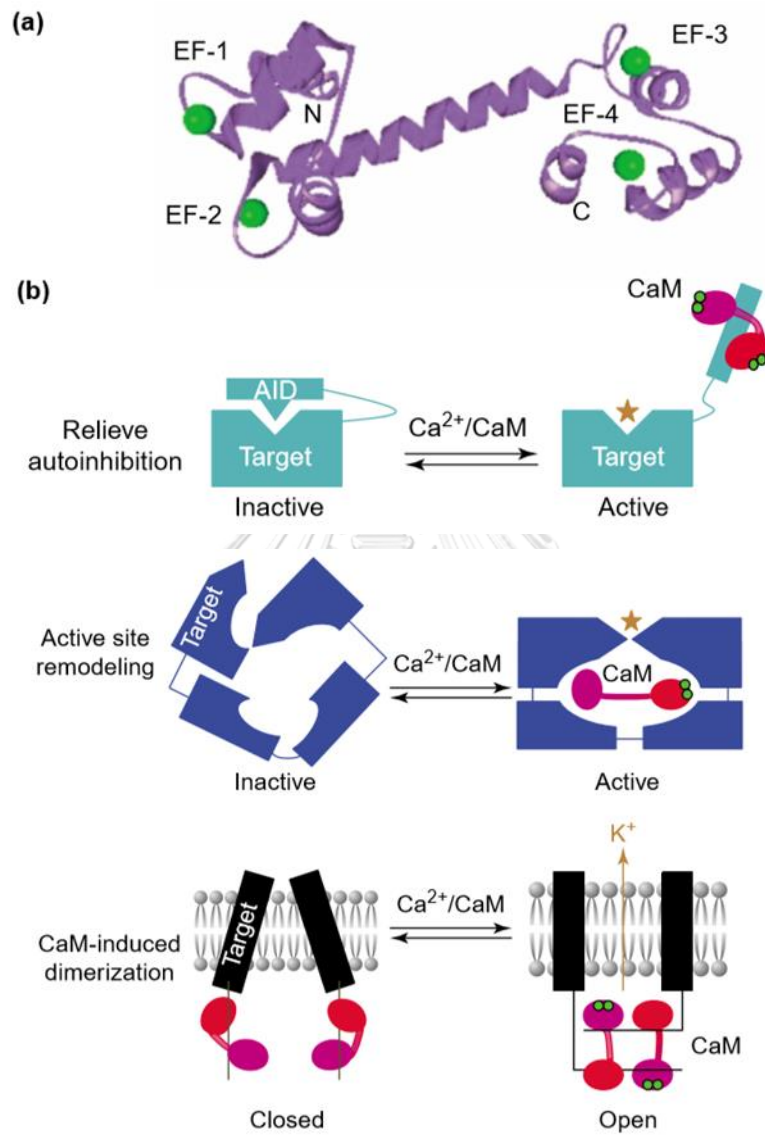 (a)
EF-1
EF-3
N
EF-4
EF-2
C
(b)
CaM
AID
Relieve
autoinhibition
Target
Ca²⁺/CaM
Target
Inactive
Active
Target
Active site
remodeling
Ca²⁺/CaM
CaM
Inactive
Active
K⁺
Target
Ca²⁺/CaM
CaM-induced
dimerization
CaM
Closed
Open